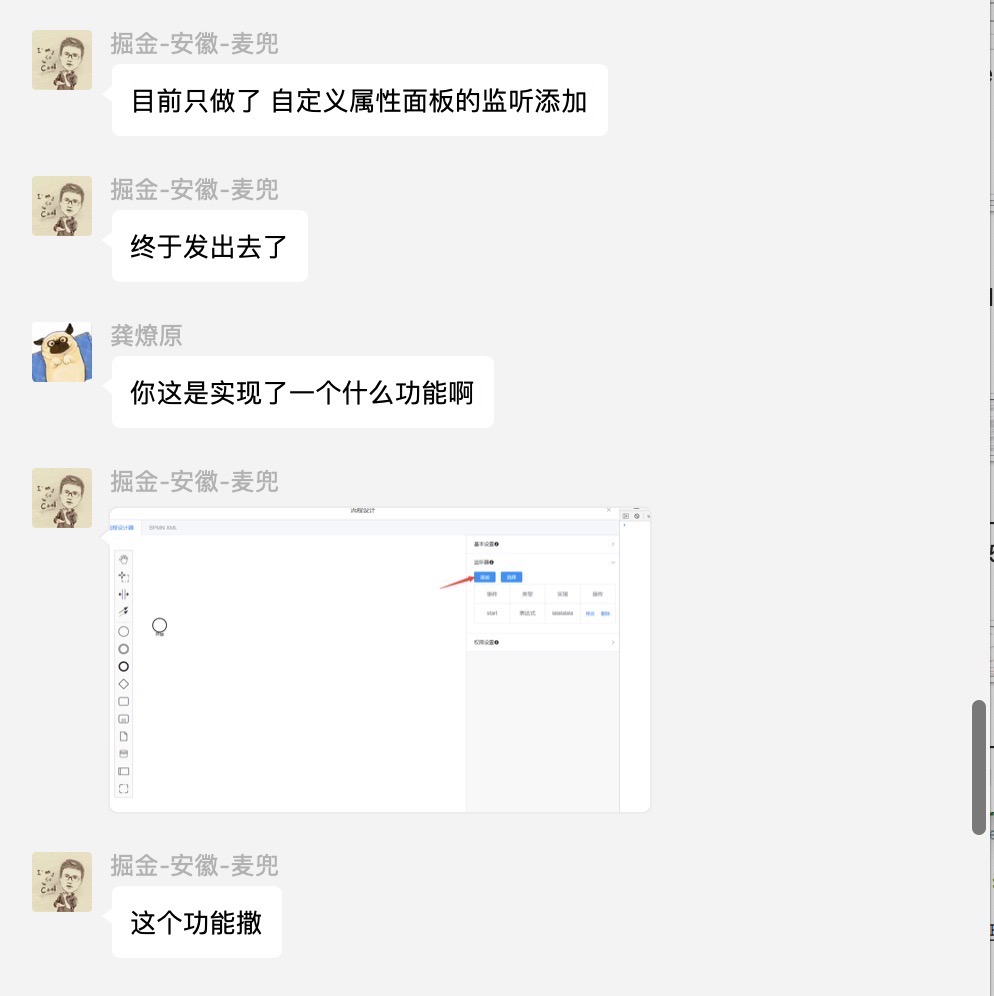 掘金-安徽-麦兜
目前只做了 自定义属性面板的监听添加
掘金-安徽-麦兜
终于发出去了
龚燎原
你这是实现了一个什么功能啊
掘金-安徽-麦兜
流程设计
程设计器 BPMN XML
基本设置
监听器
添加 选择
事件 类型 实现 操作
start 表达式 lalalalala 修改 删除
权限设置
掘金-安徽-麦兜
这个功能撒